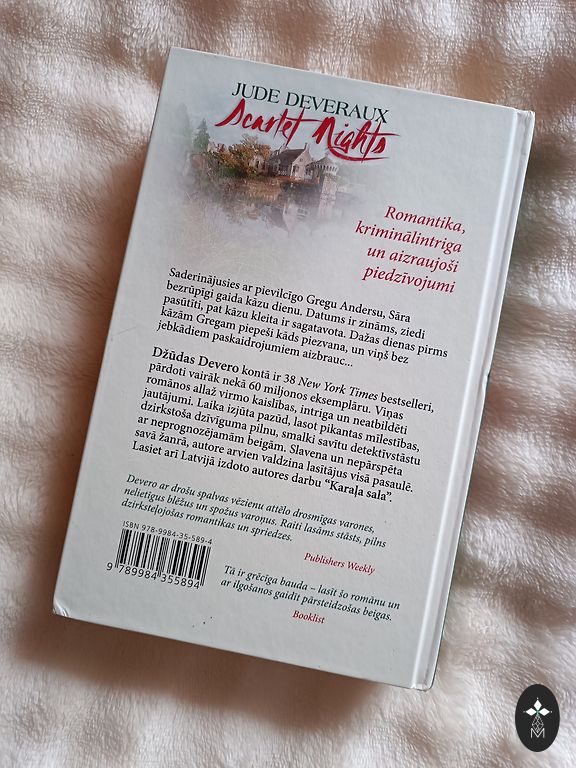 JUDE DEVERAUX
Scarlet Nights
Romantika,
kriminālintriga
un aizraujoši
piedzīvojumi
Saderinājusies ar pievilcīgo Gregu Andersu, Sāra
bezrūpīgi gaida kāzu dienu. Datums ir zināms, ziedi
pasūtīti, pat kāzu kleita ir sagatavota. Dažas dienas pirms
kāzām Gregam piepeši kāds piezvana, un viņš bez
jebkādiem paskaidrojumiem aizbrauc...
Džūdas Devero kontā ir 38 New York Times bestselleri,
pārdoti vairāk nekā 60 miljonos eksemplāru. Viņas
romānos allaž virmo kaislības, intriga un neatbildēti
jautājumi. Laika izjūta pazūd, lasot pikantas mīlestības,
dzirkstoša dzīvīguma pilnu, smalki savītu detektīvstāstu
ar neprognozējamām beigām. Slavena un nepārspēta
savā žanrā, autore arvien valdzina lasītājus visā pasaulē.
Lasiet arī Latvijā izdoto autores darbu “Karaļa sala”.
Devero ar drošu spalvas vēzienu attēlo drosmīgas varones,
nelietīgus blēžus un spožus varoņus. Raiti lasāms stāsts, pilns
dzirksteļojošas romantikas un spriedzes.
Publishers Weekly
ISBN 978-9984-35-589-4
9 789984 355894
Tā ir grēcīga bauda – lasīt šo romānu un
ar ilgošanos gaidīt pārsteidzošas beigas.
Booklist
M